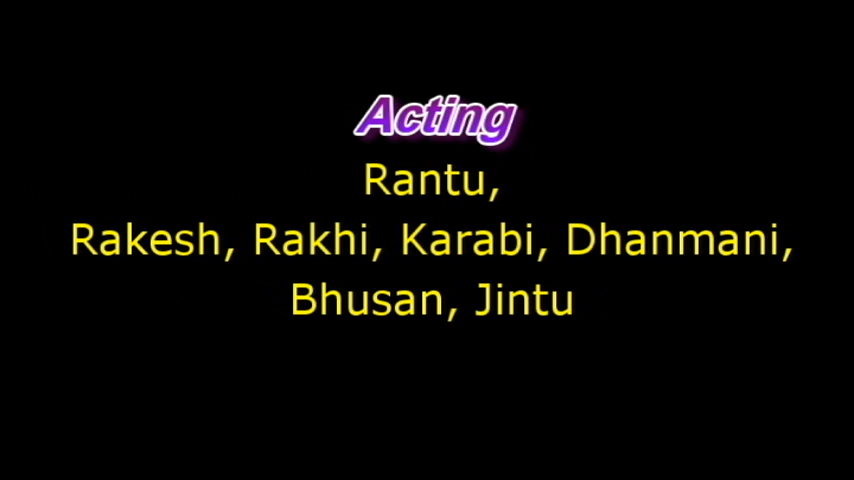 Acting
Rantu,
Rakesh, Rakhi, Karabi, Dhanmani,
Bhusan, Jintu